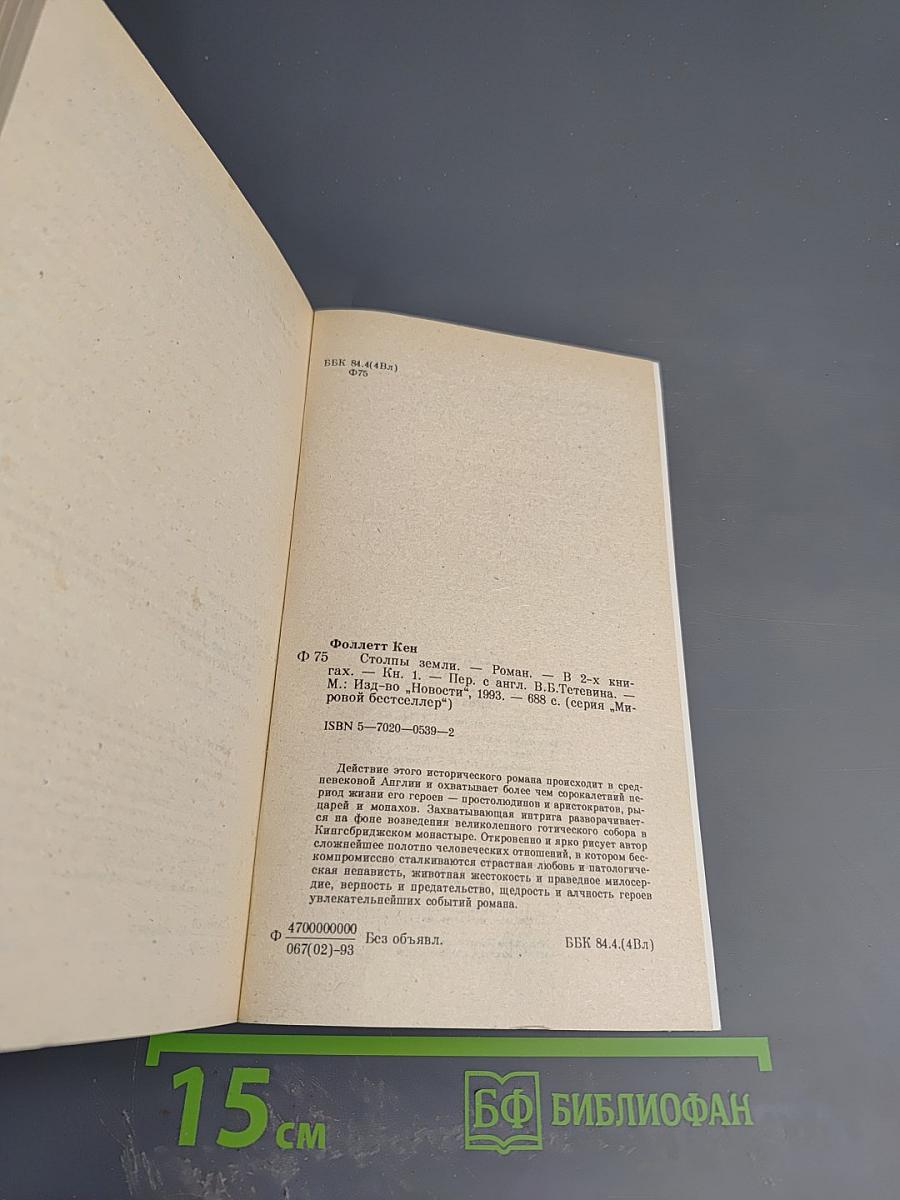 ББК 84.4(4Вл)
Ф75
Фоллетт Кен
Ф 75 Столпы земли. — Роман. — В 2-х кни-
гах. — Кн. 1. — Пер. с англ. В.Б.Тетевина. —
М.: Изд-во „Новости“, 1993. — 688 с. (серия „Ми-
ровой бестселлер“)
ISBN 5—7020—0539—2
Действие этого исторического романа происходит в сред-
невековой Англии и охватывает более чем сорокалетний пе-
риод жизни его героев — простолюдинов и аристократов, ры-
царей и монахов. Захватывающая интрига разворачивает-
ся на фоне возведения великолепного готического собора в
Кингсбриджском монастыре. Откровенно и ярко рисует автор
сложнейшее полотно человеческих отношений, в котором бес-
компромиссно сталкиваются страстная любовь и патологиче-
ская ненависть, животная жестокость и праведное милосер-
дие, верность и предательство, щедрость и алчность героев
увлекательнейших событий романа.
Ф 4700000000
067(02)–93 Без объявл. ББК 84.4.(4Вл)
15 см БФ БИБЛИОФАН